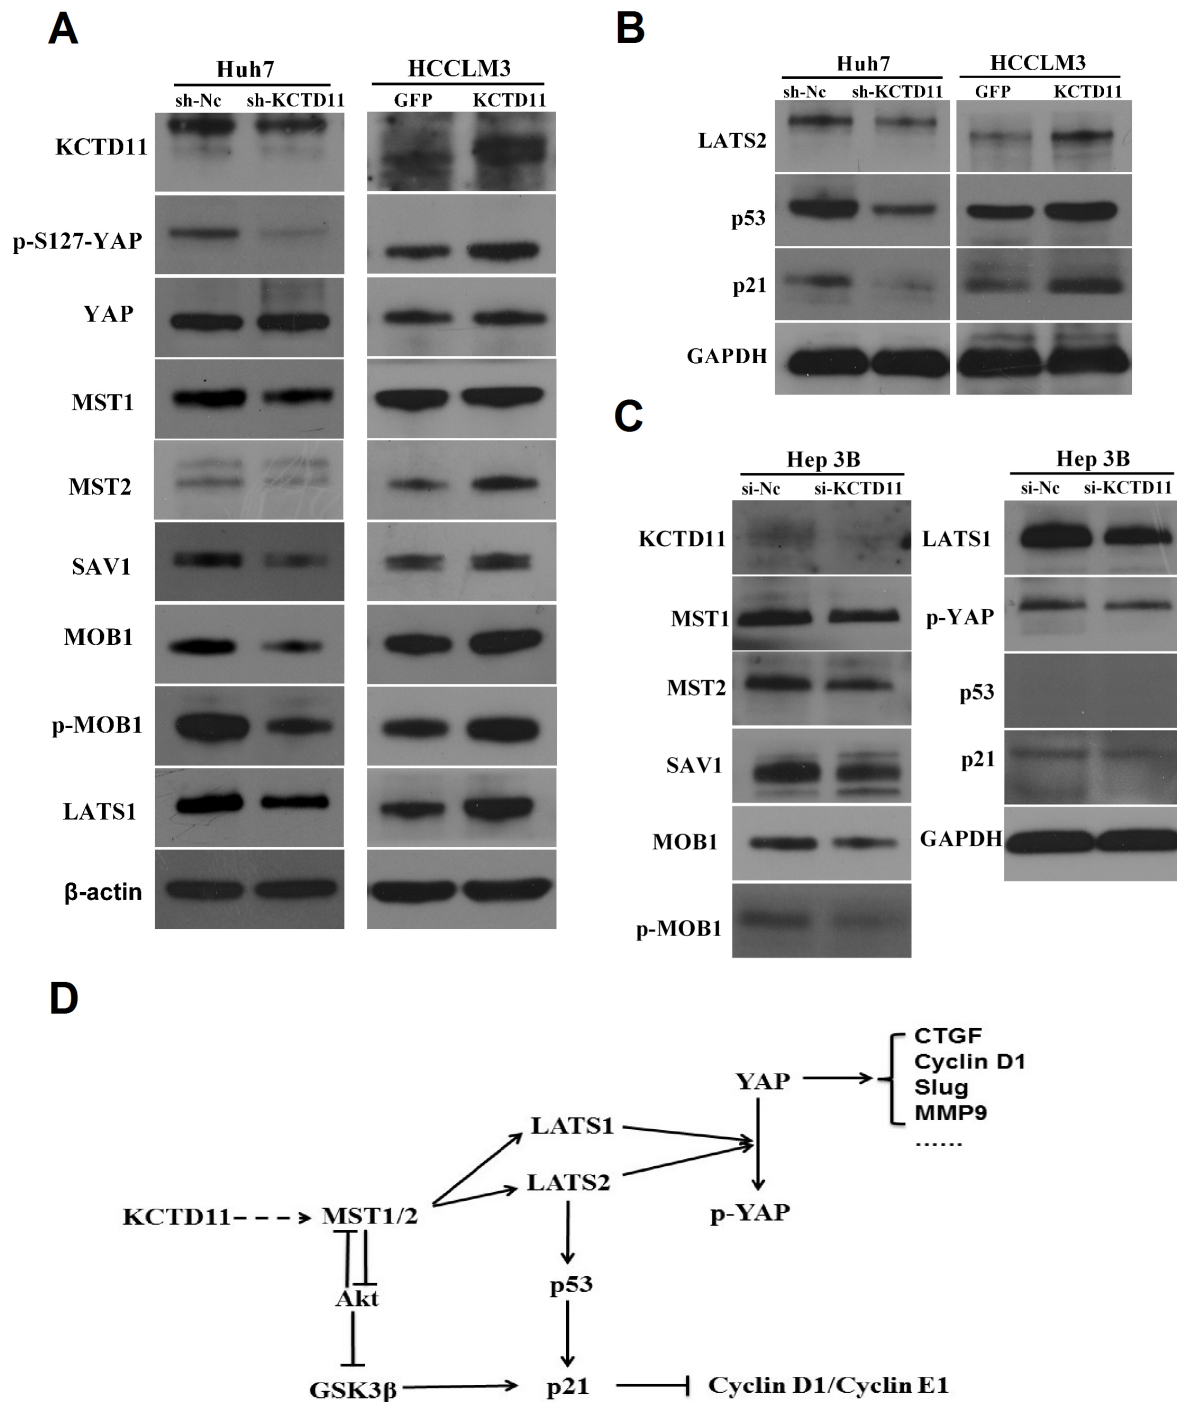 A
Huh7
HCCLM3
sh-Nc
sh-KCTD11
GFP
KCTD11
KCTD11
p-S127-YAP
YAP
MST1
MST2
SAV1
MOB1
p-MOB1
LATS1
β-actin
B
Huh7
HCCLM3
sh-Nc
sh-KCTD11
GFP
KCTD11
LATS2
p53
p21
GAPDH
C
Hep 3B
si-Nc
si-KCTD11
KCTD11
MST1
MST2
SAV1
MOB1
p-MOB1
Hep 3B
si-Nc
si-KCTD11
LATS1
p-YAP
p53
p21
GAPDH
D
KCTD11
MST1/2
Akt
GSK3β
LATS1
LATS2
p53
p21
Cyclin D1/Cyclin E1
YAP
p-YAP
CTGF
Cyclin D1
Slug
MMP9
......